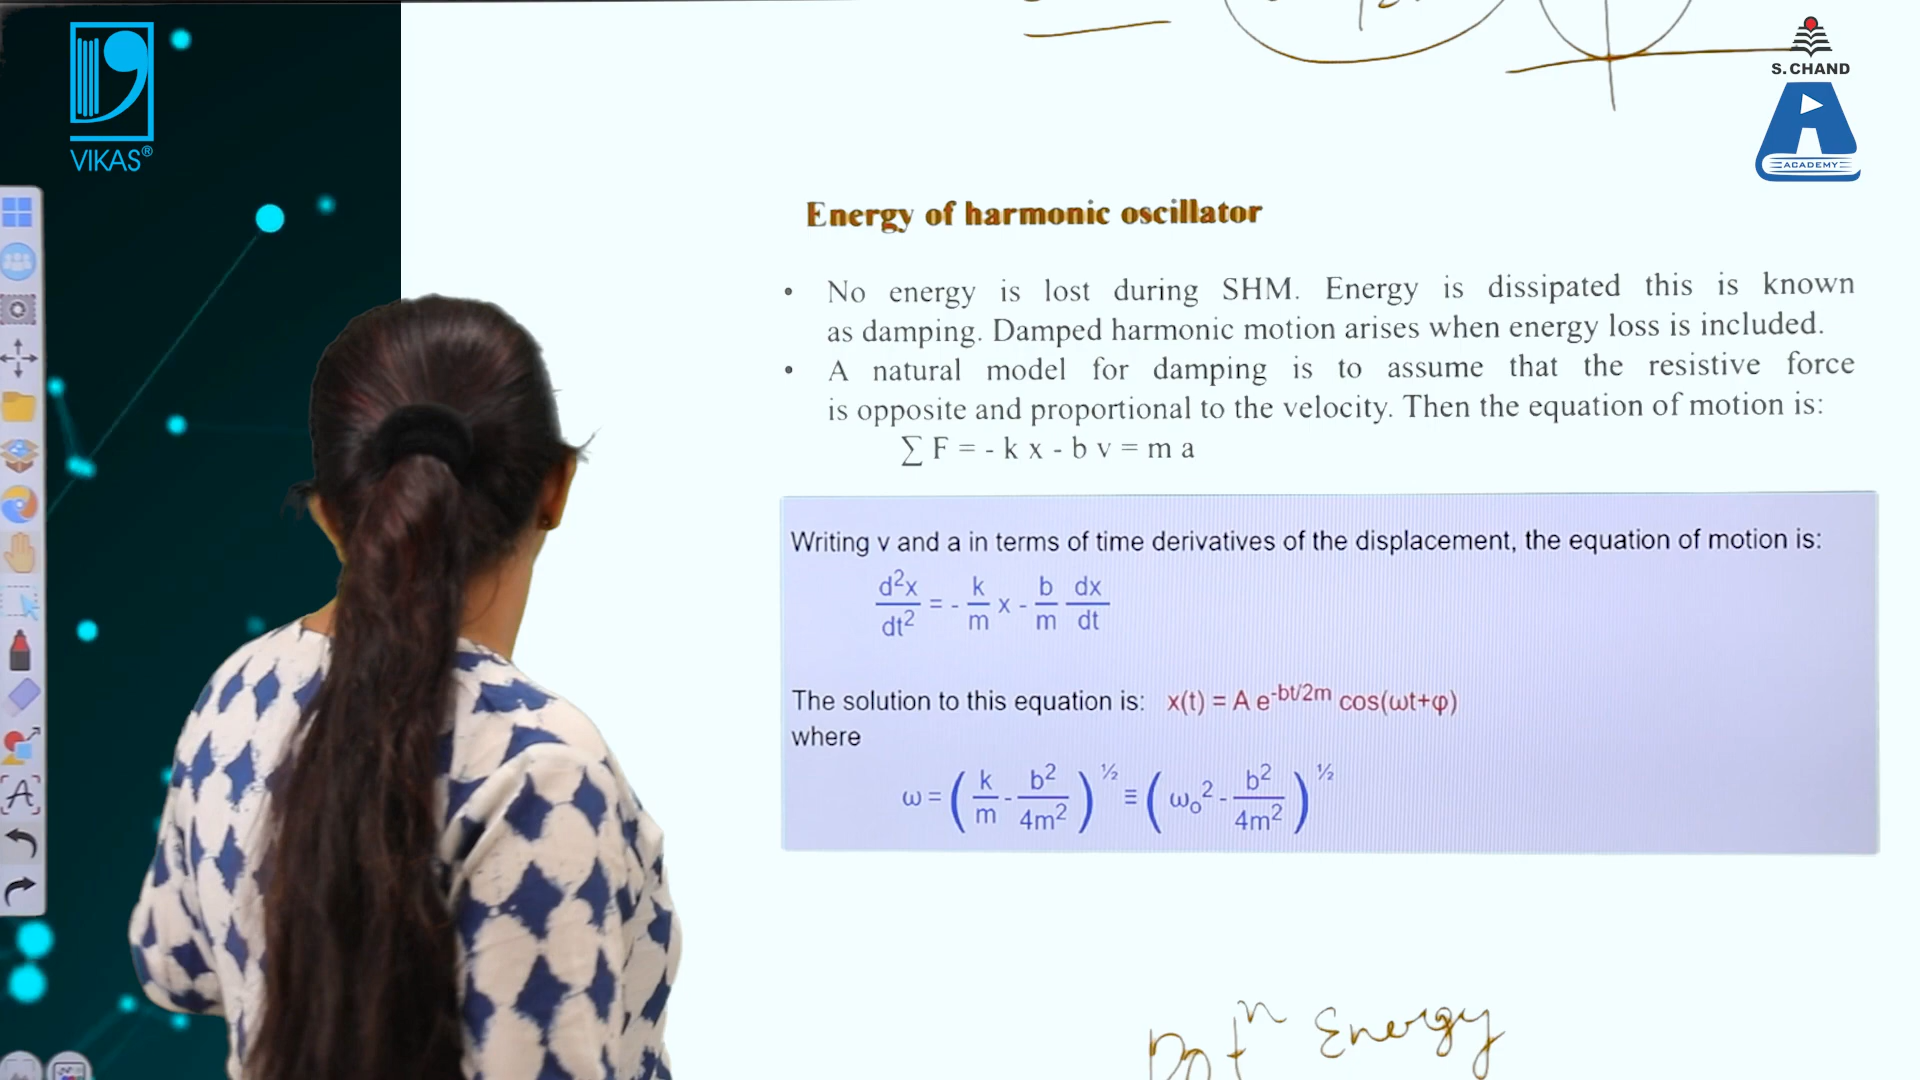 VIKAS®
S. CHAND
ACADEMY
Energy of harmonic oscillator
• No energy is lost during SHM. Energy is dissipated this is known
as damping. Damped harmonic motion arises when energy loss is included.
• A natural model for damping is to assume that the resistive force
is opposite and proportional to the velocity. Then the equation of motion is:
∑ F = - k x - b v = m a
Writing v and a in terms of time derivatives of the displacement, the equation of motion is:
d²x/dt² = - k/m x - b/m dx/dt
The solution to this equation is: x(t) = A e^-bt/2m cos(ωt+φ)
where
ω = ( k/m - b²/4m² )^½ ≡ ( ω₀² - b²/4m² )^½
Energy